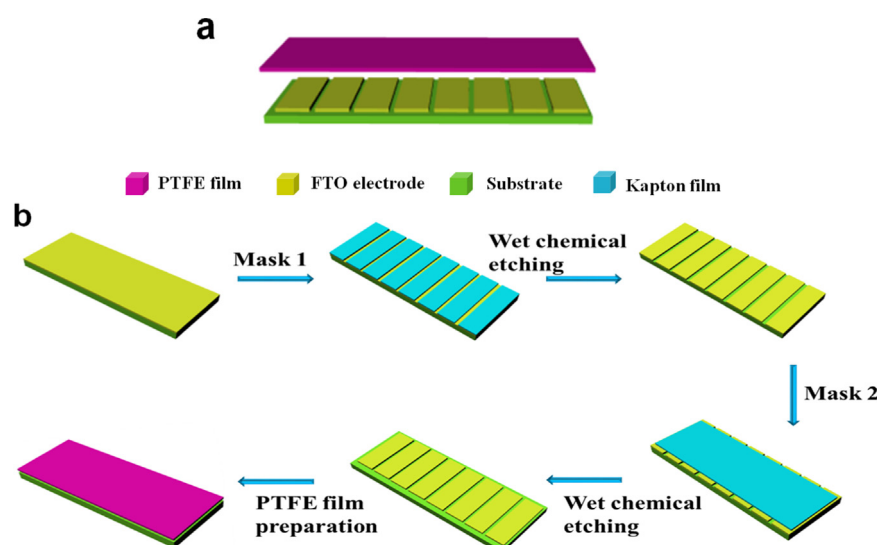 a
PTFE film
FTO electrode
Substrate
Kapton film
b
Mask 1
Wet chemical
etching
Mask 2
Wet chemical
etching
PTFE film
preparation